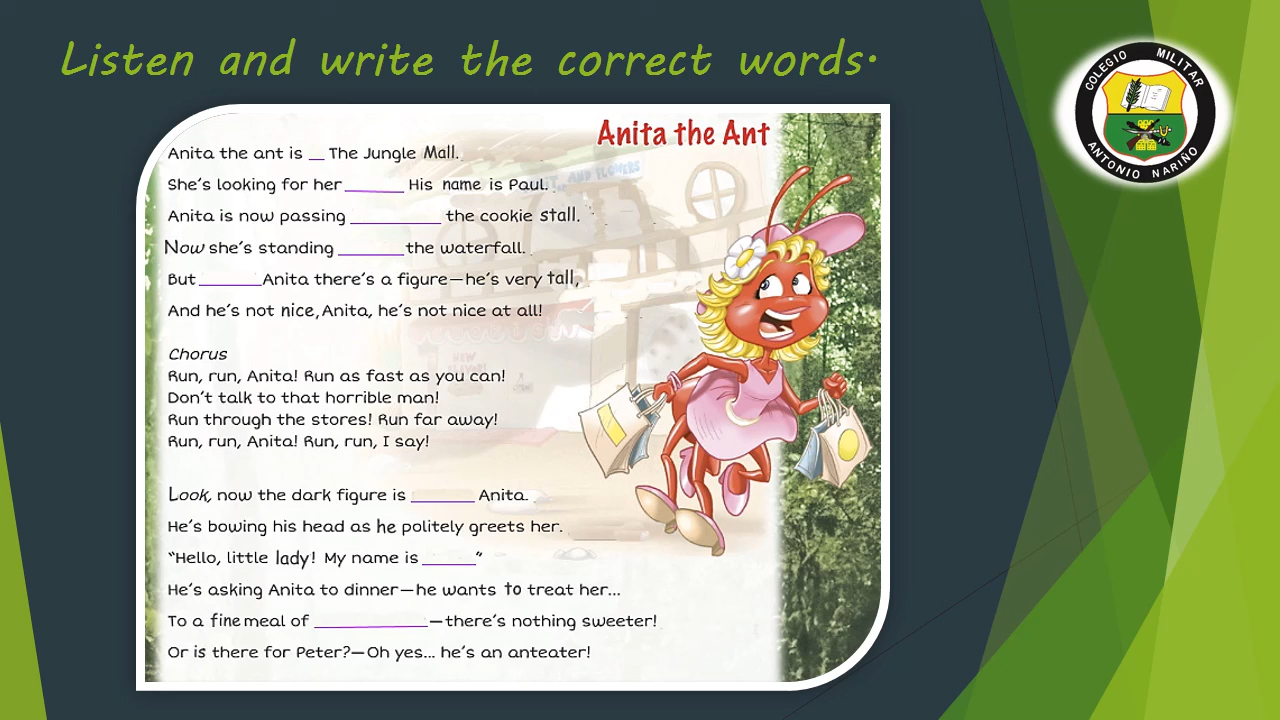 Listen and write the correct words.
COLEGIO MILITAR
ANTONIO NARIÑO
Anita the Ant
Anita the ant is __ The Jungle Mall.
She's looking for her ______ His name is Paul.
Anita is now passing _________ the cookie stall.
Now she's standing ______ the waterfall.
But ______ Anita there's a figure—he's very tall,
And he's not nice, Anita, he's not nice at all!
Chorus
Run, run, Anita! Run as fast as you can!
Don't talk to that horrible man!
Run through the stores! Run far away!
Run, run, Anita! Run, run, I say!
Look, now the dark figure is ______ Anita.
He's bowing his head as he politely greets her.
“Hello, little lady! My name is _____”
He's asking Anita to dinner—he wants to treat her...
To a fine meal of ___________—there's nothing sweeter!
Or is there for Peter?—Oh yes... he's an anteater!